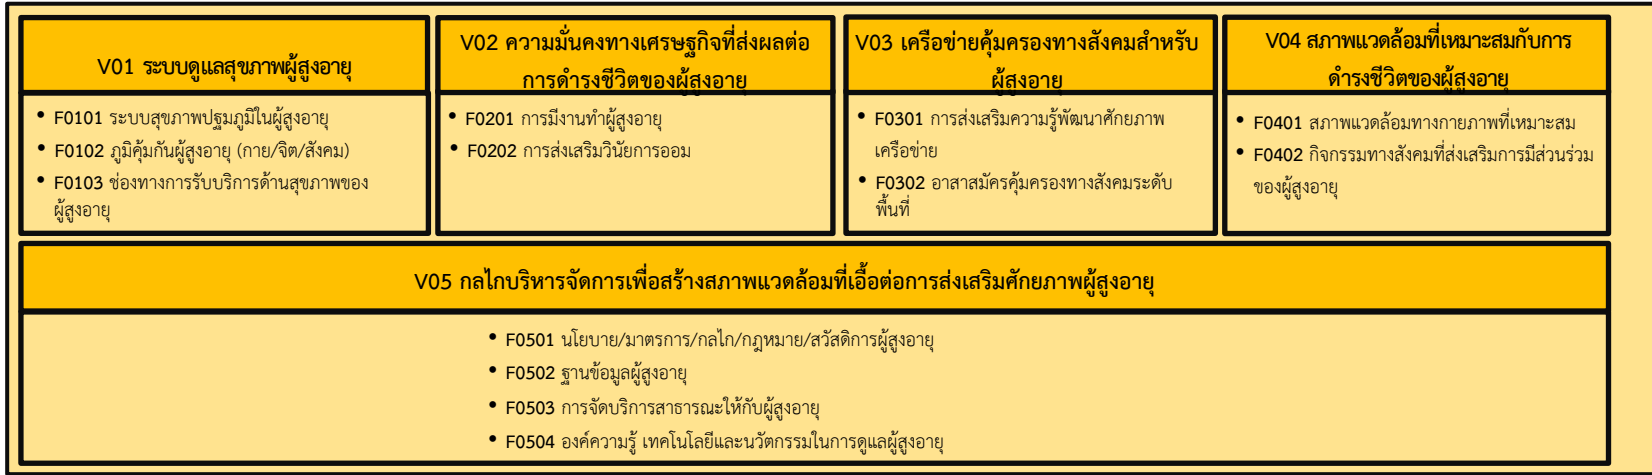 V01 ระบบดูแลสุขภาพผู้สูงอายุ
• F0101 ระบบสุขภาพปฐมภูมิในผู้สูงอายุ
• F0102 ภูมิคุ้มกันผู้สูงอายุ (กาย/จิต/สังคม)
• F0103 ช่องทางการรับบริการด้านสุขภาพของ
ผู้สูงอายุ
V02 ความมั่นคงทางเศรษฐกิจที่ส่งผลต่อ
การดำรงชีวิตของผู้สูงอายุ
• F0201 การมีงานทำผู้สูงอายุ
• F0202 การส่งเสริมวินัยการออม
V03 เครือข่ายคุ้มครองทางสังคมสำหรับ
ผู้สูงอายุ
• F0301 การส่งเสริมความรู้พัฒนาศักยภาพ
เครือข่าย
• F0302 อาสาสมัครคุ้มครองทางสังคมระดับ
พื้นที่
V04 สภาพแวดล้อมที่เหมาะสมกับการ
ดำรงชีวิตของผู้สูงอายุ
• F0401 สภาพแวดล้อมทางกายภาพที่เหมาะสม
• F0402 กิจกรรมทางสังคมที่ส่งเสริมการมีส่วนร่วม
ของผู้สูงอายุ
V05 กลไกบริหารจัดการเพื่อสร้างสภาพแวดล้อมที่เอื้อต่อการส่งเสริมศักยภาพผู้สูงอายุ
• F0501 นโยบาย/มาตรการ/กลไก/กฎหมาย/สวัสดิการผู้สูงอายุ
• F0502 ฐานข้อมูลผู้สูงอายุ
• F0503 การจัดบริการสาธารณะให้กับผู้สูงอายุ
• F0504 องค์ความรู้ เทคโนโลยีและนวัตกรรมในการดูแลผู้สูงอายุ